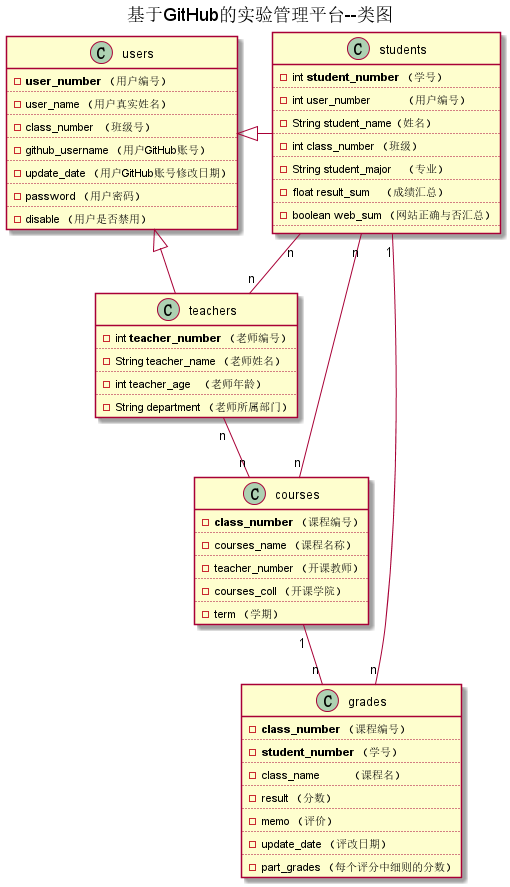 基于GitHub的实验管理平台--类图
C users
user_number （用户编号）
user_name（用户真实姓名）
class_number （班级号）
github_username（用户GitHub账号）
update_date（用户GitHub账号修改日期）
password（用户密码）
disable（用户是否禁用）
C students
int student_number （学号）
int user_number （用户编号）
String student_name（姓名）
int class_number（班级）
String student_major （专业）
float result_sum （成绩汇总）
boolean web_sum（网站正确与否汇总）
n
n
n
1
C teachers
int teacher_number （老师编号）
String teacher_name（老师姓名）
int teacher_age （老师年龄）
String department（老师所属部门）
n
n
n
C courses
class_number （课程编号）
courses_name（课程名称）
teacher_number（开课教师）
courses_coll（开课学院）
term（学期）
1
n
n
C grades
class_number （课程编号）
student_number （学号）
class_name （课程名）
result（分数）
memo（评价）
update_date（评改日期）
part_grades（每个评分中细则的分数）